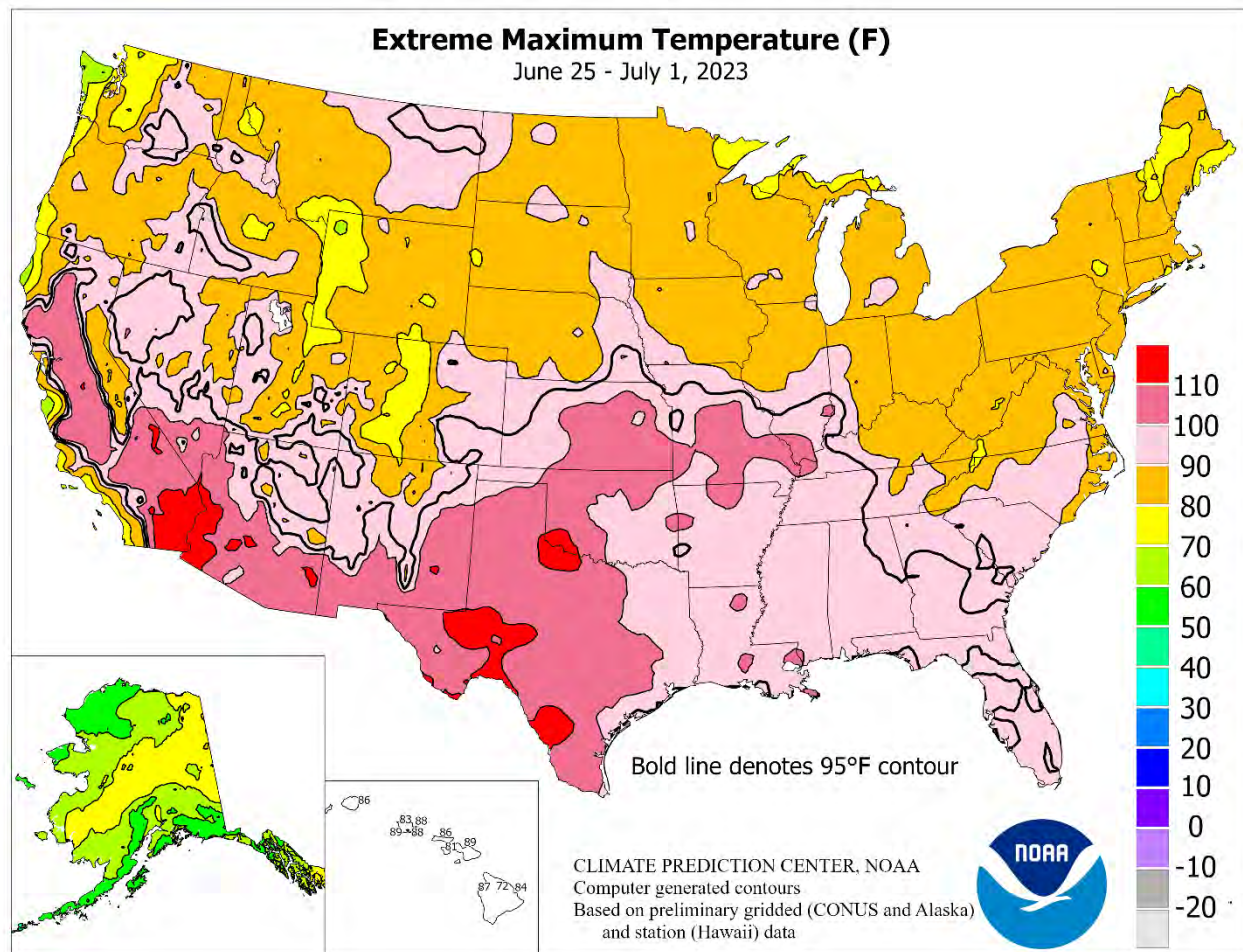 Extreme Maximum Temperature (F)
June 25 - July 1, 2023
110
100
90
80
70
60
50
40
30
20
10
0
-10
-20
Bold line denotes 95°F contour
86
83 88
89 88
86
81 89
87 72 84
CLIMATE PREDICTION CENTER, NOAA
Computer generated contours
Based on preliminary gridded (CONUS and Alaska)
and station (Hawaii) data
NOAA